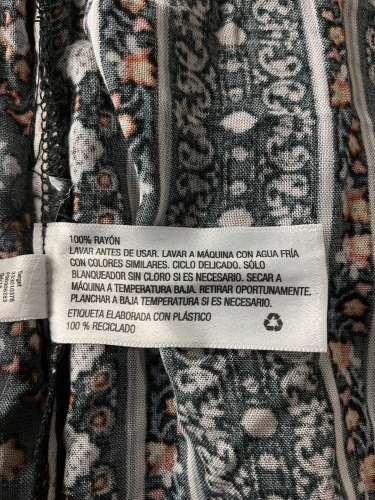 100% RAYÓN
LAVAR ANTES DE USAR. LAVAR A MÁQUINA CON AGUA FRÍA
CON COLORES SIMILARES. CICLO DELICADO. SÓLO
BLANQUEADOR SIN CLORO SI ES NECESARIO. SECAR A
MÁQUINA A TEMPERATURA BAJA. RETIRAR OPORTUNAMENTE.
PLANCHAR A BAJA TEMPERATURA SI ES NECESARIO.
ETIQUETA ELABORADA CON PLÁSTICO
100 % RECICLADO
Target